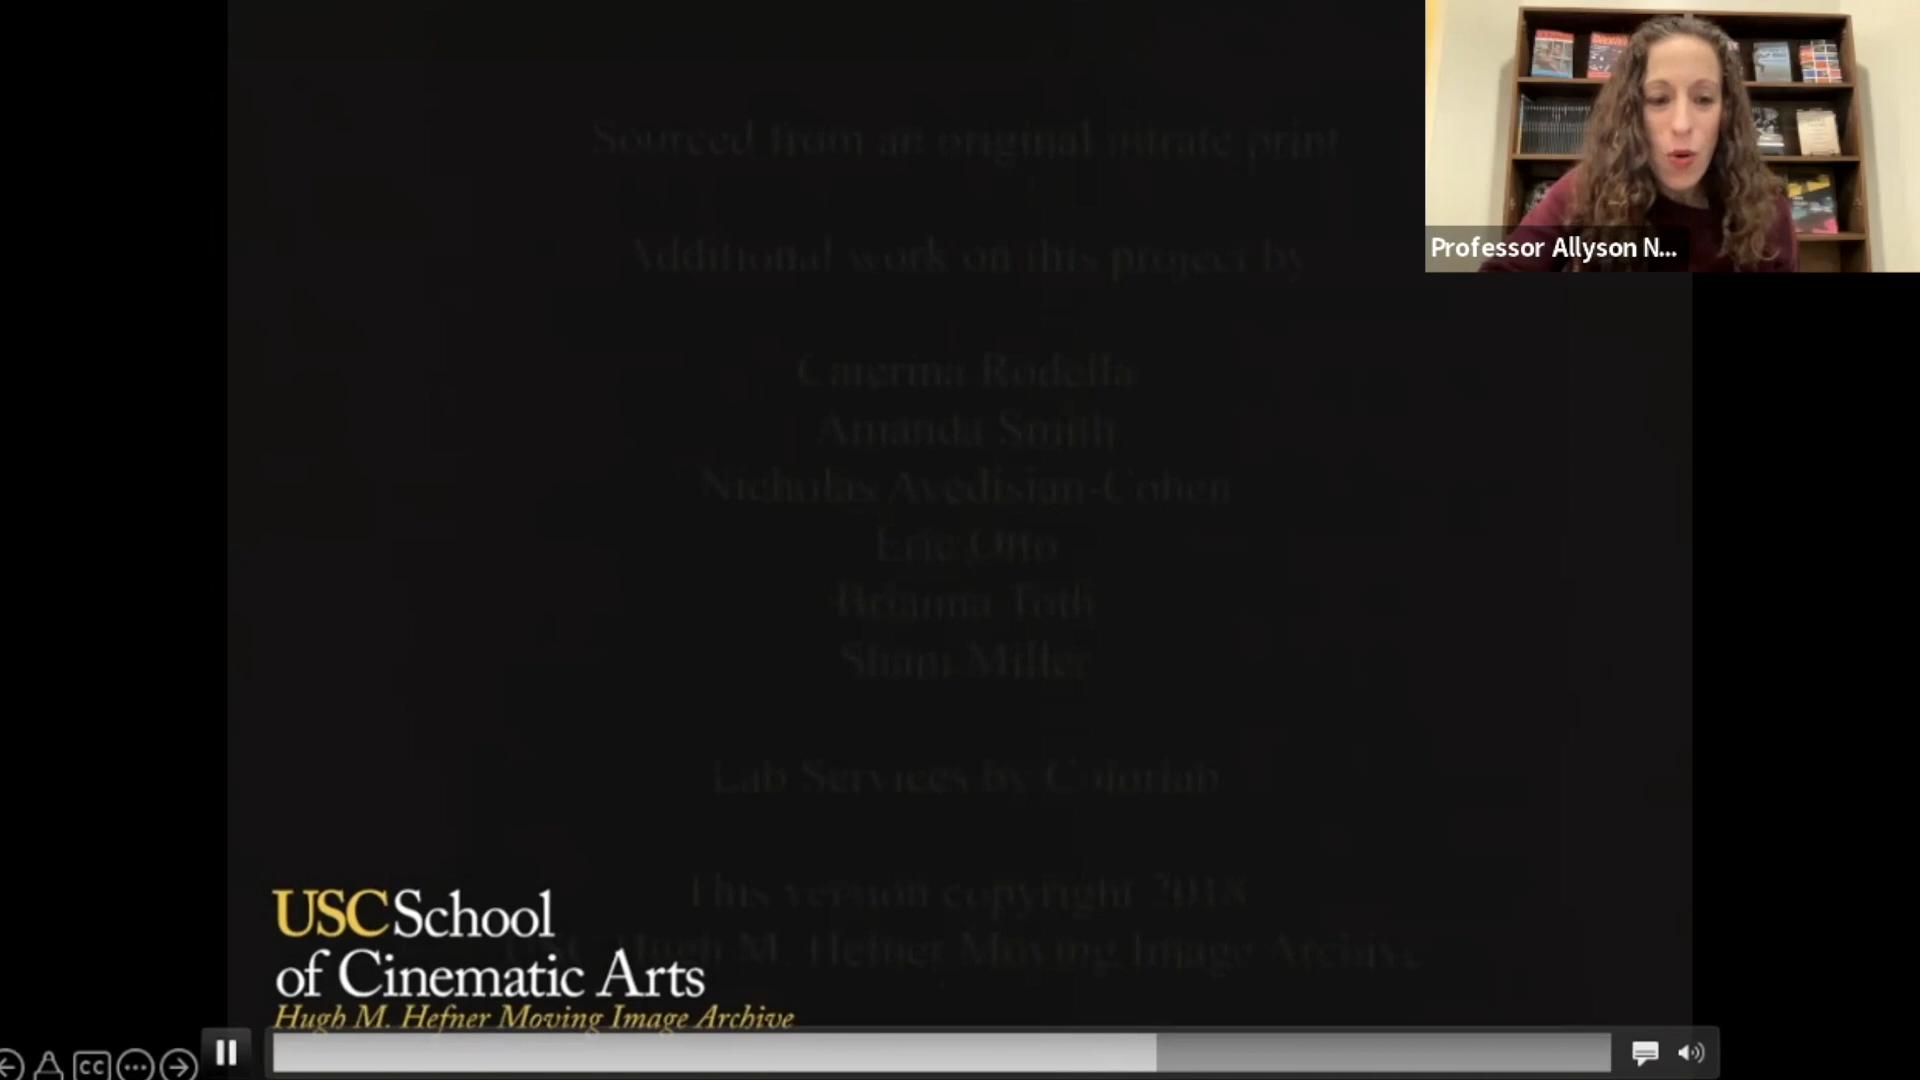 Sourced from an original nitrate print
Additional work on this project by
Caterina Rodella
Amanda Smith
Nicholas Avedisian-Cohen
Eric Otto
Brianna Toth
Shani Miller
Lab Services by Colorlab
This version copyright 2018
USC Hugh M. Hefner Moving Image Archive
USC School
of Cinematic Arts
Hugh M. Hefner Moving Image Archive
Professor Allyson N...
CC